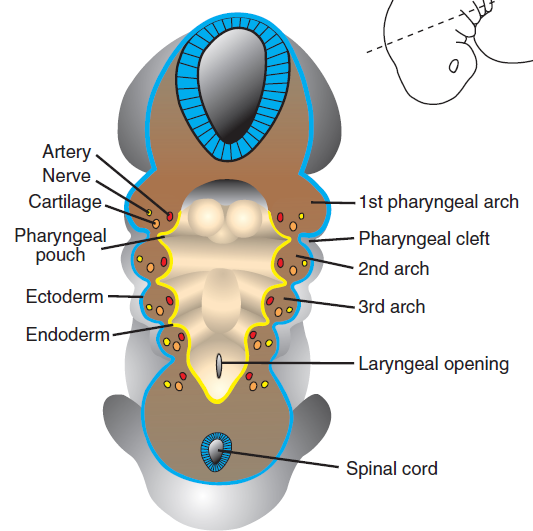 Artery
Nerve
Cartilage
Pharyngeal
pouch
Ectoderm
Endoderm
1st pharyngeal arch
Pharyngeal cleft
2nd arch
3rd arch
Laryngeal opening
Spinal cord